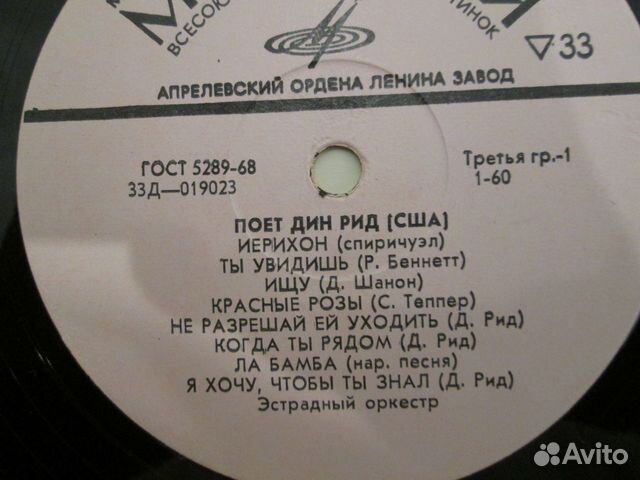 33
АПРЕЛЕВСКИЙ ОРДЕНА ЛЕНИНА ЗАВОД
ГОСТ 5289-68
33Д—019023
Третья гр.-1
1-60
ПОЕТ ДИН РИД (США)
ИЕРИХОН (спиричуэл)
ТЫ УВИДИШЬ (Р. Беннетт)
ИЩУ (Д. Шанон)
КРАСНЫЕ РОЗЫ (С. Теппер)
НЕ РАЗРЕШАЙ ЕЙ УХОДИТЬ (Д. Рид)
КОГДА ТЫ РЯДОМ (Д. Рид)
ЛА БАМБА (нар. песня)
Я ХОЧУ, ЧТОБЫ ТЫ ЗНАЛ (Д. Рид)
Эстрадный оркестр
Avito